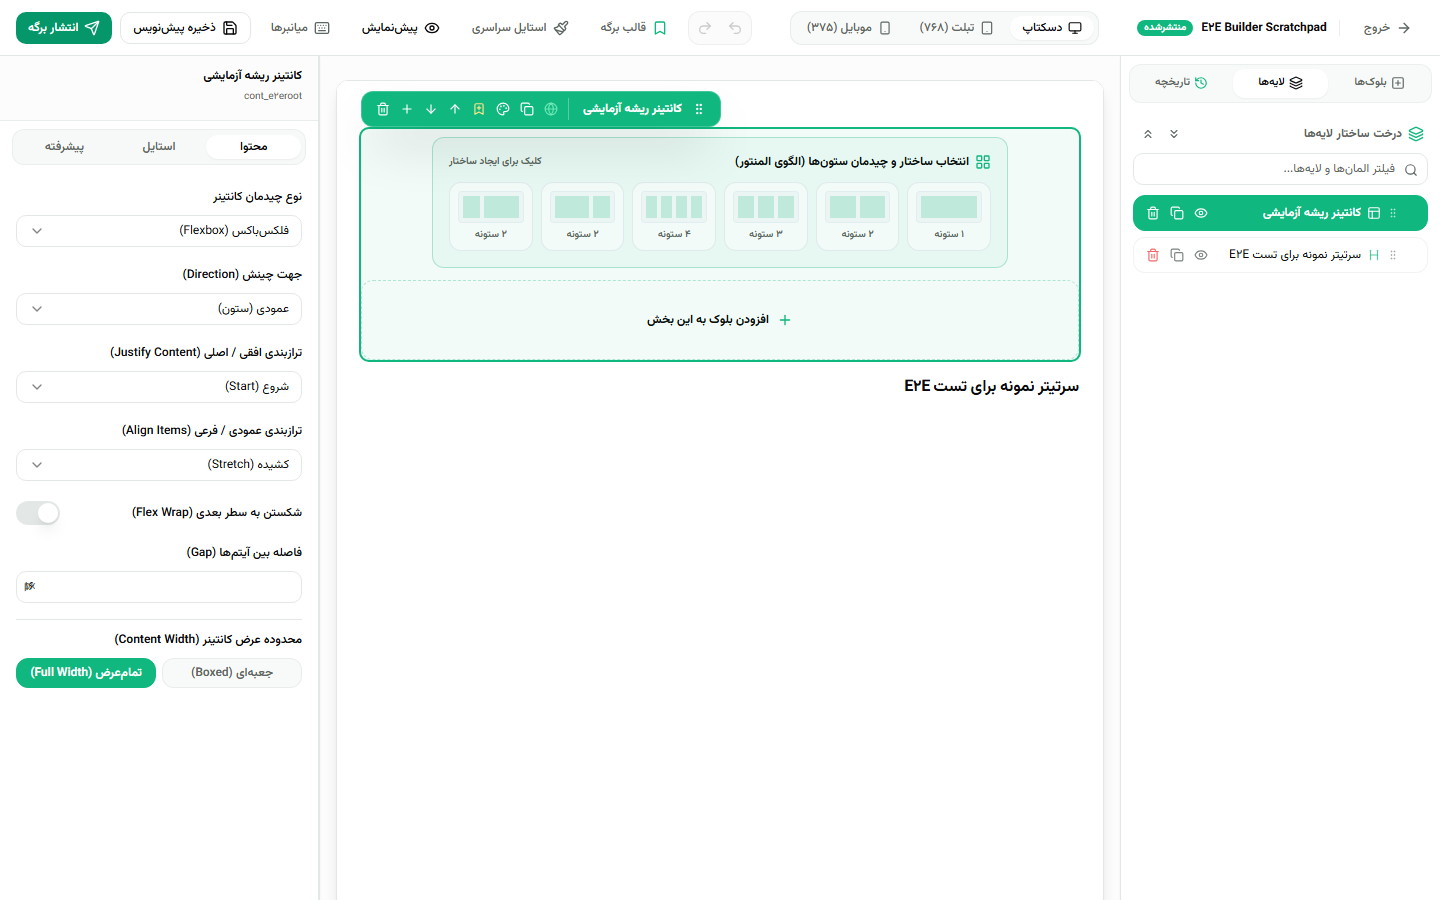 خروج
E۲E Builder Scratchpad
منتشرشده
دسکتاپ
تبلت (۷۶۸)
موبایل (۳۷۵)
قالب برگه
استایل سراسری
پیش‌نمایش
میانبرها
ذخیره پیش‌نویس
انتشار برگه
بلوک‌ها
لایه‌ها
تاریخچه
درخت ساختار لایه‌ها
فیلتر المان‌ها و لایه‌ها...
کانتینر ریشه آزمایشی
سرتیتر نمونه برای تست E۲E
کانتینر ریشه آزمایشی
انتخاب ساختار و چیدمان ستون‌ها (الگوی المنتور)
کلیک برای ایجاد ساختار
۱ ستونه
۲ ستونه
۳ ستونه
۴ ستونه
۲ ستونه
۲ ستونه
افزودن بلوک به این بخش
سرتیتر نمونه برای تست E۲E
کانتینر ریشه آزمایشی
cont_e۲eroot
محتوا
استایل
پیشرفته
نوع چیدمان کانتینر
فلکس‌باکس (Flexbox)
جهت چینش (Direction)
عمودی (ستون)
ترازبندی افقی / اصلی (Justify Content)
شروع (Start)
ترازبندی عمودی / فرعی (Align Items)
کشیده (Stretch)
شکستن به سطر بعدی (Flex Wrap)
فاصله بین آیتم‌ها (Gap)
محدوده عرض کانتینر (Content Width)
جعبه‌ای (Boxed)
تمام‌عرض (Full Width)